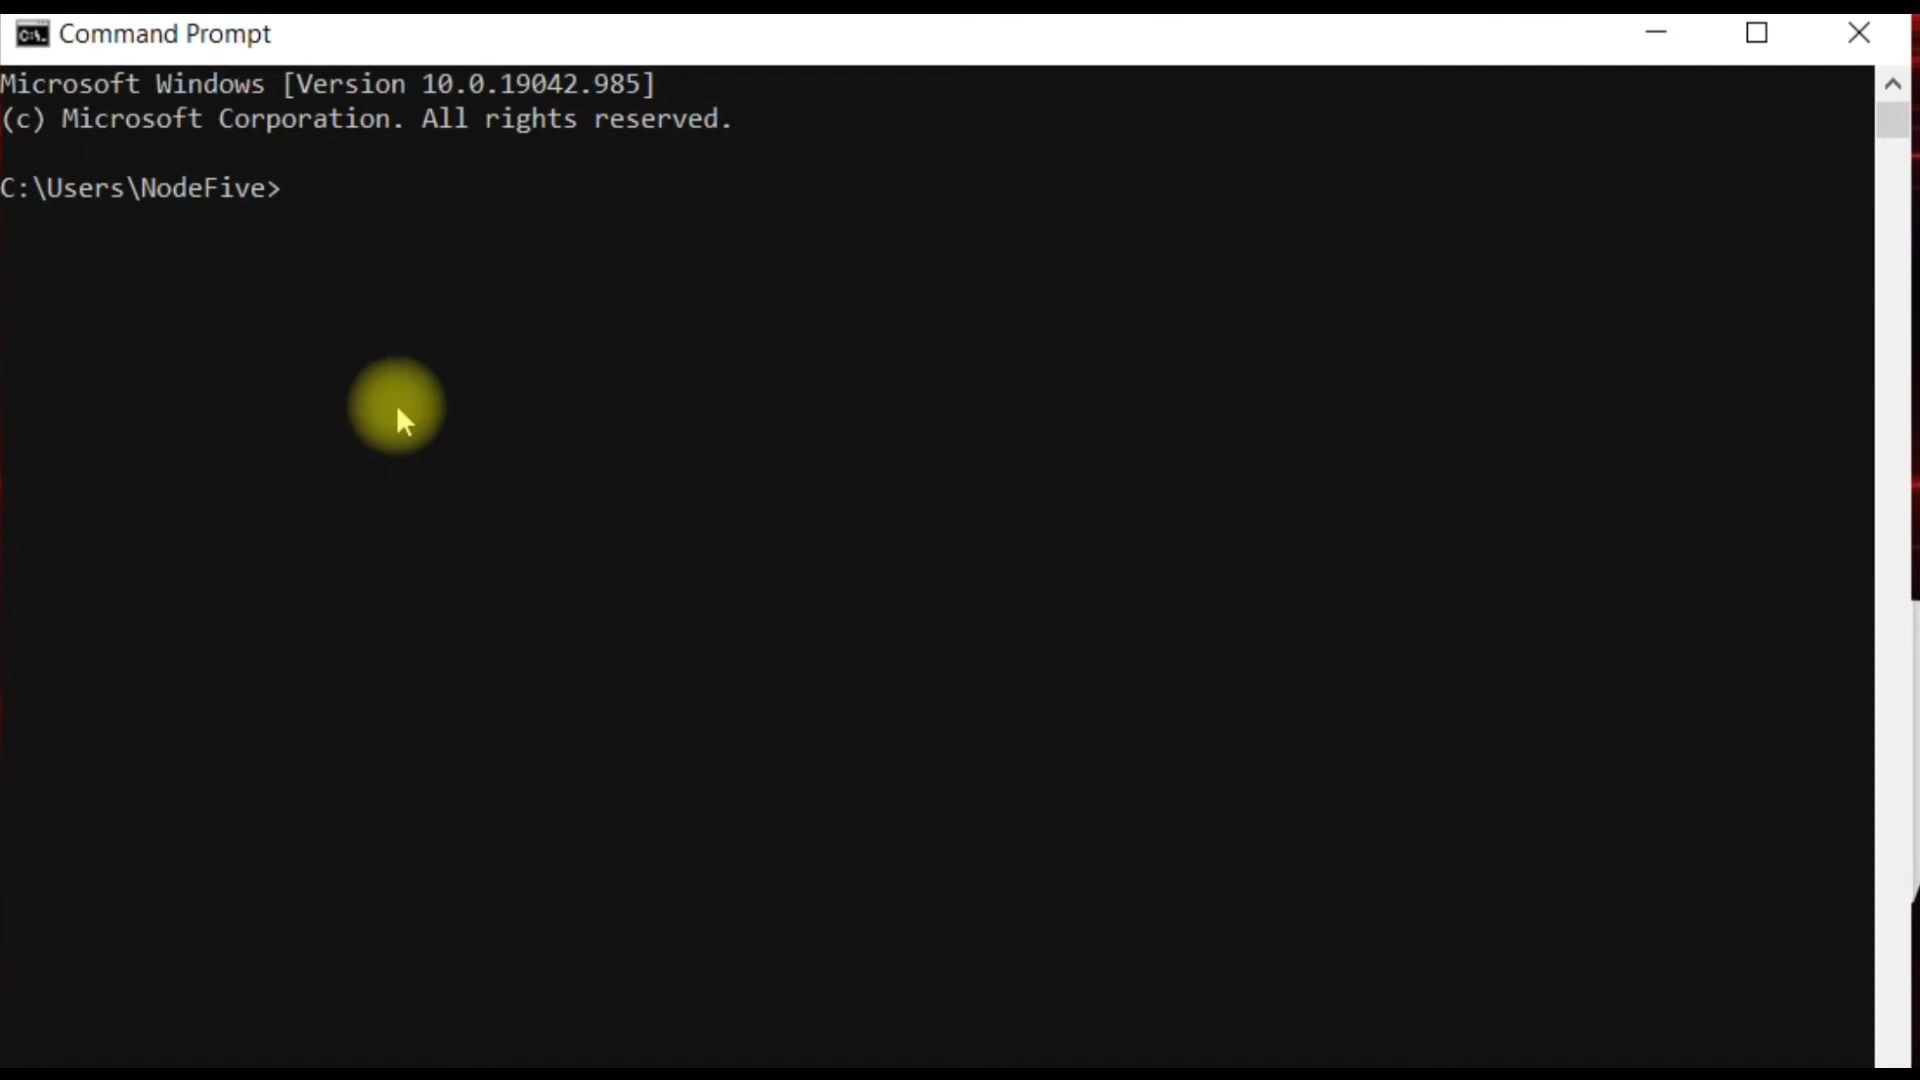 Command Prompt
Microsoft Windows [Version 10.0.19042.985]
(c) Microsoft Corporation. All rights reserved.
C:\Users\NodeFive>